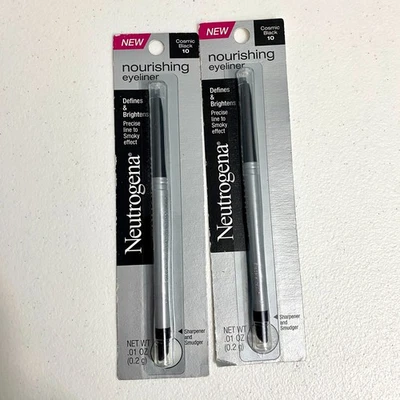 NEW
Cosmic
Black
10
nourishing
eyeliner
Defines
&
Brightens
Precise
line to
Smoky
effect
Neutrogena®
Sharpener
and
Smudger
NET WT
.01 OZ
(0.2 g)
NEW
Cosmic
Black
10
nourishing
eyeliner
Defines
&
Brightens
Precise
line to
Smoky
effect
Neutrogena®
Sharpener
and
Smudger
NET WT
.01 OZ
(0.2 g)